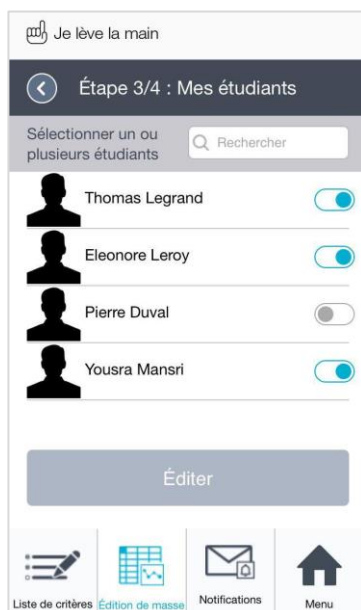 Je lève la main
Étape 3/4 : Mes étudiants
Sélectionner un ou
plusieurs étudiants
Rechercher
Thomas Legrand
Eleonore Leroy
Pierre Duval
Yousra Mansri
Éditer
Liste de critères
Édition de masse
Notifications
Menu